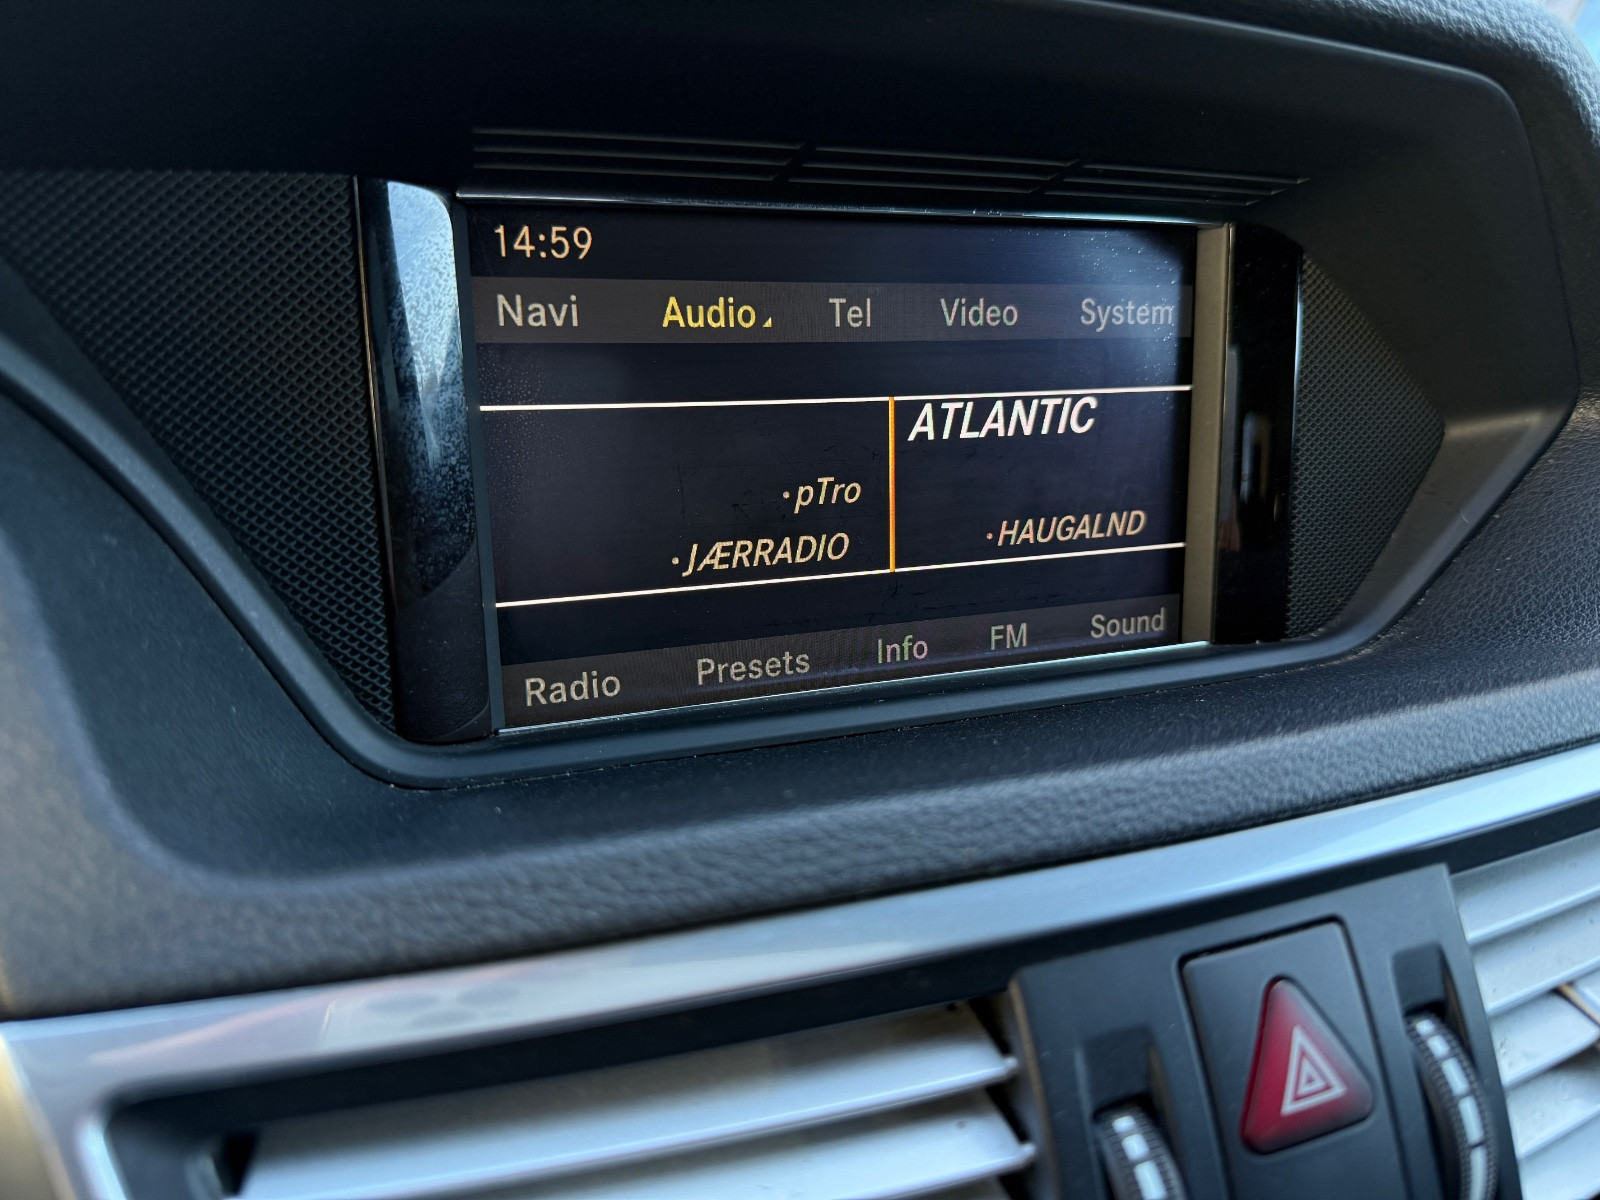 14:59
Navi Audio Tel Video System
ATLANTIC
·pTro
·JÆRRADIO ·HAUGALND
Radio Presets Info FM Sound